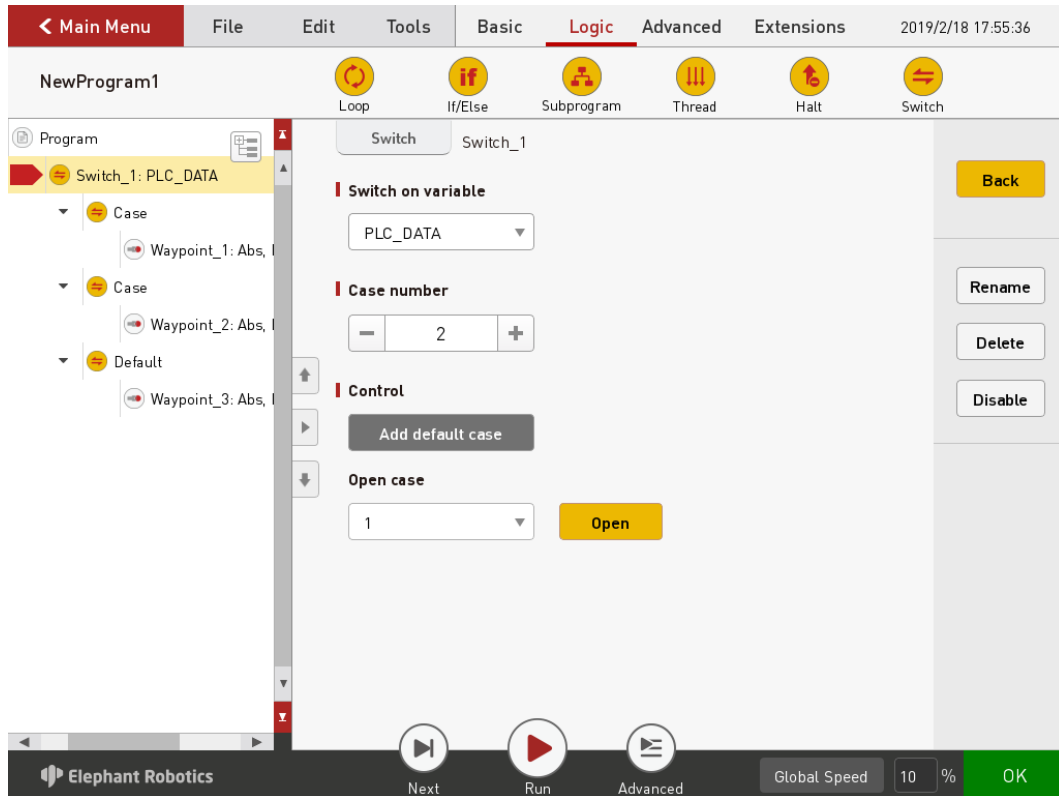 Main Menu
File
Edit
Tools
Basic
Logic
Advanced
Extensions
2019/2/18 17:55:36
NewProgram1
Loop
if
If/Else
Subprogram
Thread
Halt
Switch
Program
Switch_1: PLC_DATA
Case
Waypoint_1: Abs,
Case
Waypoint_2: Abs,
Default
Waypoint_3: Abs,
Switch
Switch_1
Switch on variable
PLC_DATA
Case number
2
Control
Add default case
Open case
1
Open
Back
Rename
Delete
Disable
Elephant Robotics
Next
Run
Advanced
Global Speed
10 %
OK